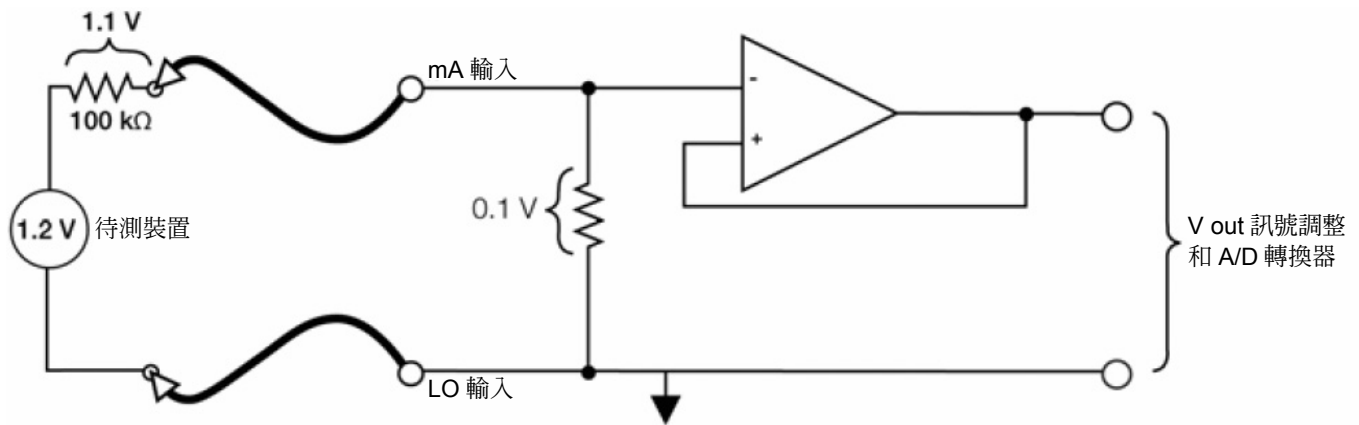 1.1 V
100 kΩ
1.2 V
待測裝置
mA 輸入
0.1 V
-
+
LO 輸入
V out 訊號調整
和 A/D 轉換器